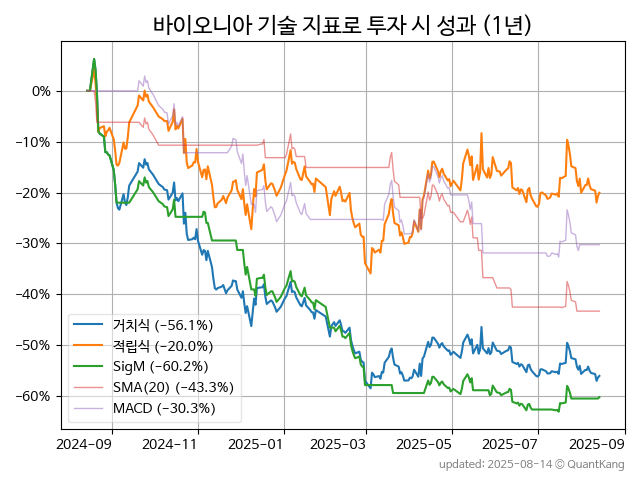 바이오니아 기술 지표로 투자 시 성과 (1년)
0%
−10%
−20%
−30%
−40%
−50%
−60%
거치식 (−56.1%)
적립식 (−20.0%)
SigM (−60.2%)
SMA(20) (−43.3%)
MACD (−30.3%)
2024-09 2024-11 2025-01 2025-03 2025-05 2025-07 2025-09
updated: 2025-08-14 © QuantKang